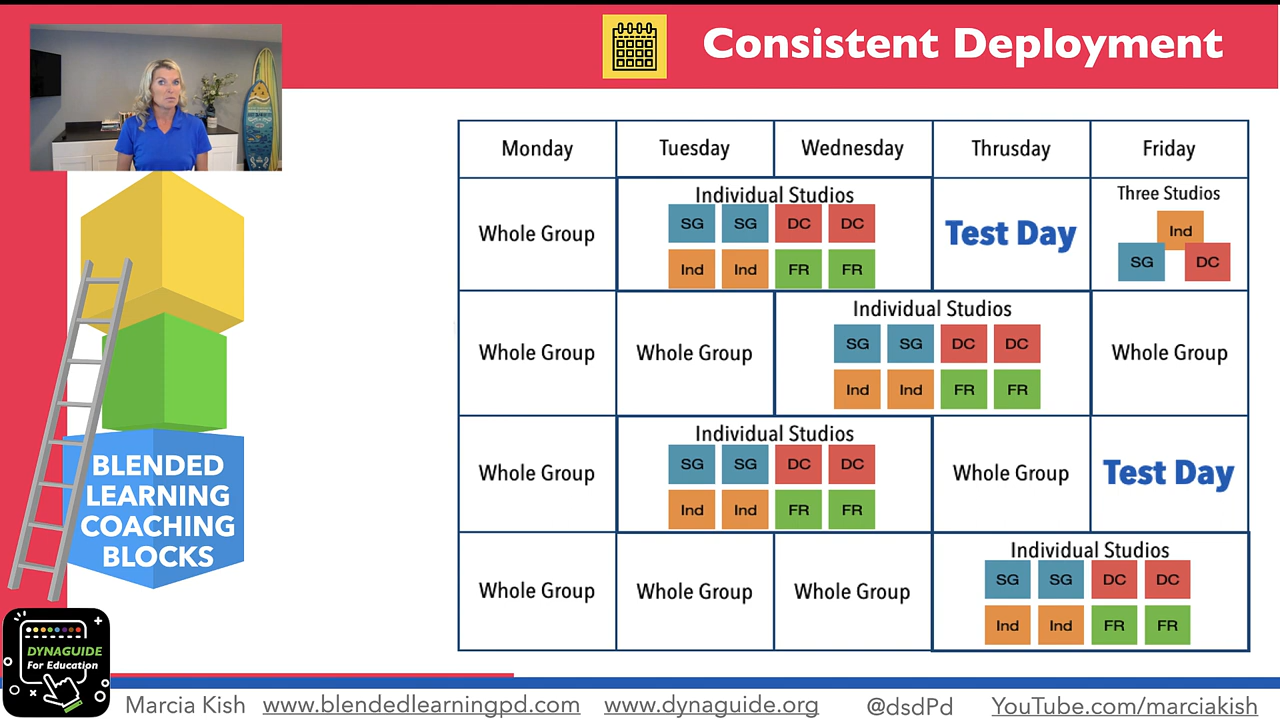 Consistent Deployment
Monday Tuesday Wednesday Thrusday Friday
Whole Group
Individual Studios
SG SG DC DC
Ind Ind FR FR
Test Day
Three Studios
Ind
SG DC
Whole Group
Whole Group
Individual Studios
SG SG DC DC
Ind Ind FR FR
Whole Group
Whole Group
Individual Studios
SG SG DC DC
Ind Ind FR FR
Whole Group
Test Day
Whole Group
Whole Group
Whole Group
Individual Studios
SG SG DC DC
Ind Ind FR FR
BLENDED
LEARNING
COACHING
BLOCKS
DYNAGUIDE
For Education
Marcia Kish www.blendedlearningpd.com www.dynaguide.org @dsdPd YouTube.com/marciakish